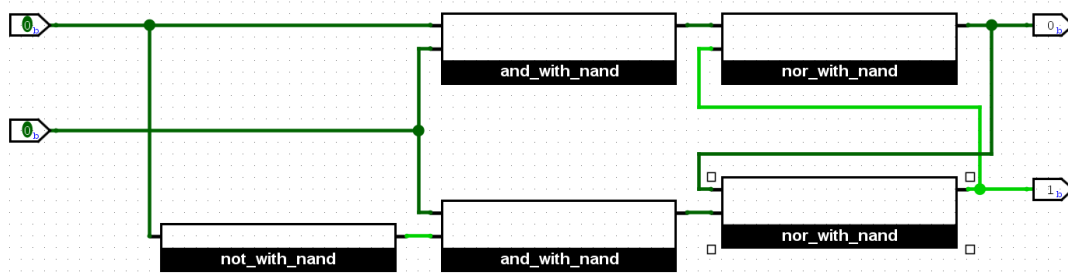 0b
0b
0b
and_with_nand
nor_with_nand
1b
not_with_nand
and_with_nand
nor_with_nand